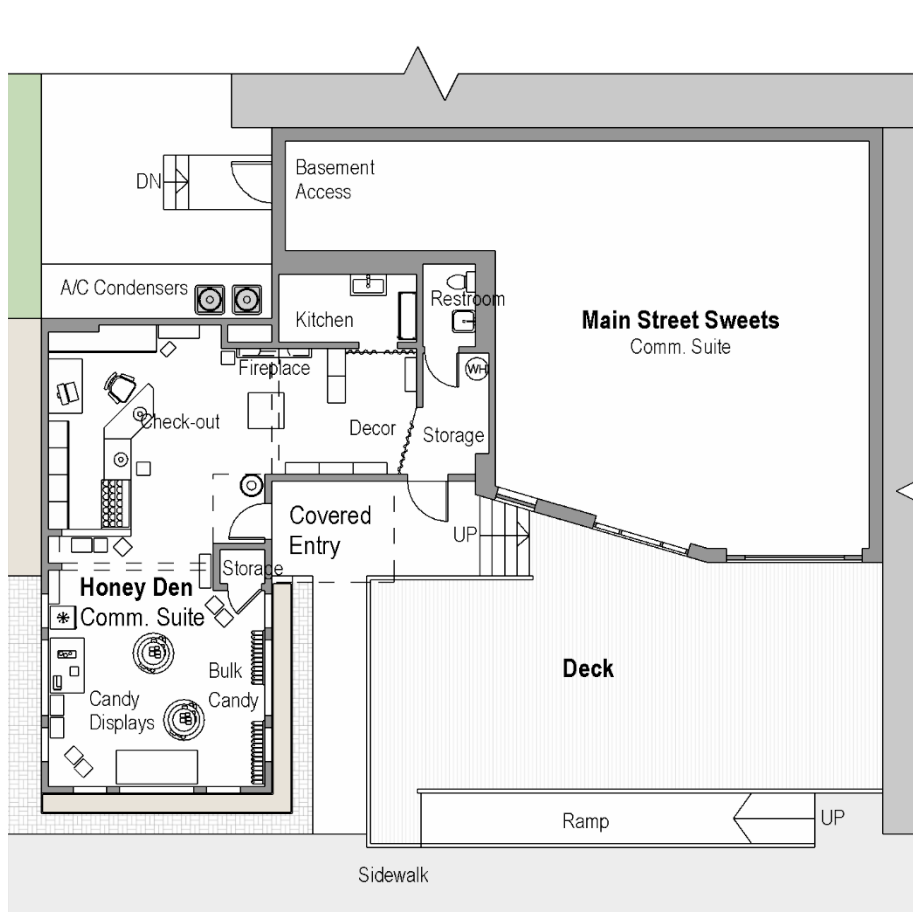 Basement
Access
DN
A/C Condensers
Restroom
Kitchen
Main Street Sweets
Comm. Suite
Fireplace
WH
Check-out
Decor
Storage
Covered
Entry
UP
Storage
Honey Den
Comm. Suite
Deck
Bulk
Candy
Candy
Displays
Ramp
UP
Sidewalk